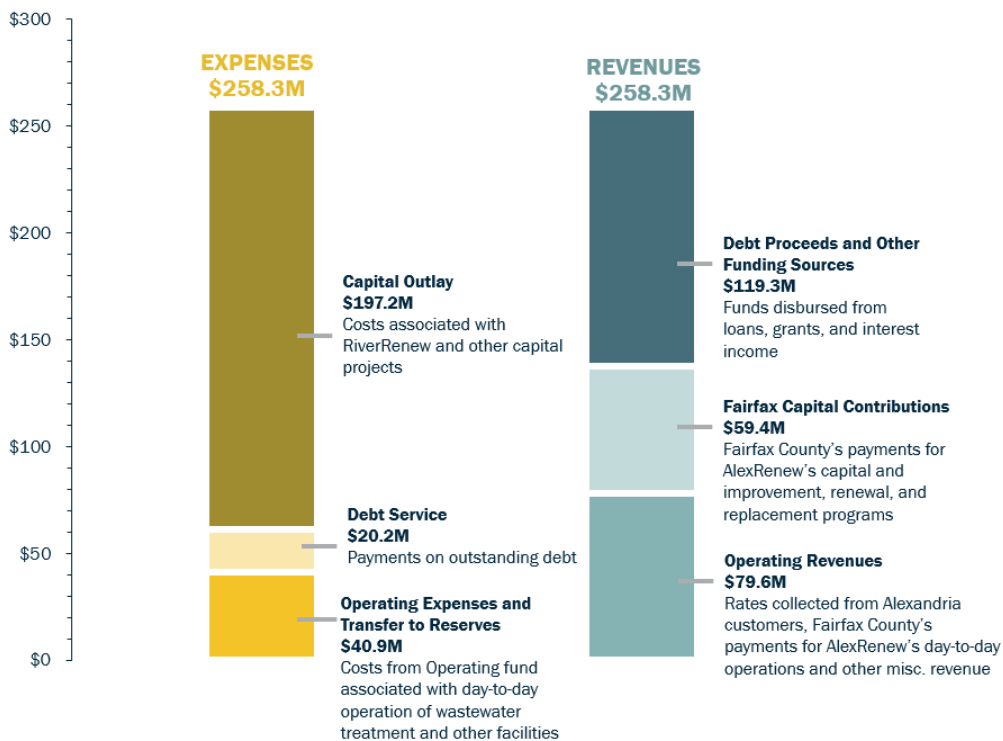 $300
$250
$200
$150
$100
$50
$0
EXPENSES
$258.3M
Capital Outlay
$197.2M
Costs associated with
RiverRenew and other capital
projects
Debt Service
$20.2M
Payments on outstanding debt
Operating Expenses and
Transfer to Reserves
$40.9M
Costs from Operating fund
associated with day-to-day
operation of wastewater
treatment and other facilities
REVENUES
$258.3M
Debt Proceeds and Other
Funding Sources
$119.3M
Funds disbursed from
loans, grants, and interest
income
Fairfax Capital Contributions
$59.4M
Fairfax County’s payments for
AlexRenew’s capital and
improvement, renewal, and
replacement programs
Operating Revenues
$79.6M
Rates collected from Alexandria
customers, Fairfax County’s
payments for AlexRenew’s day-to-day
operations and other misc. revenue